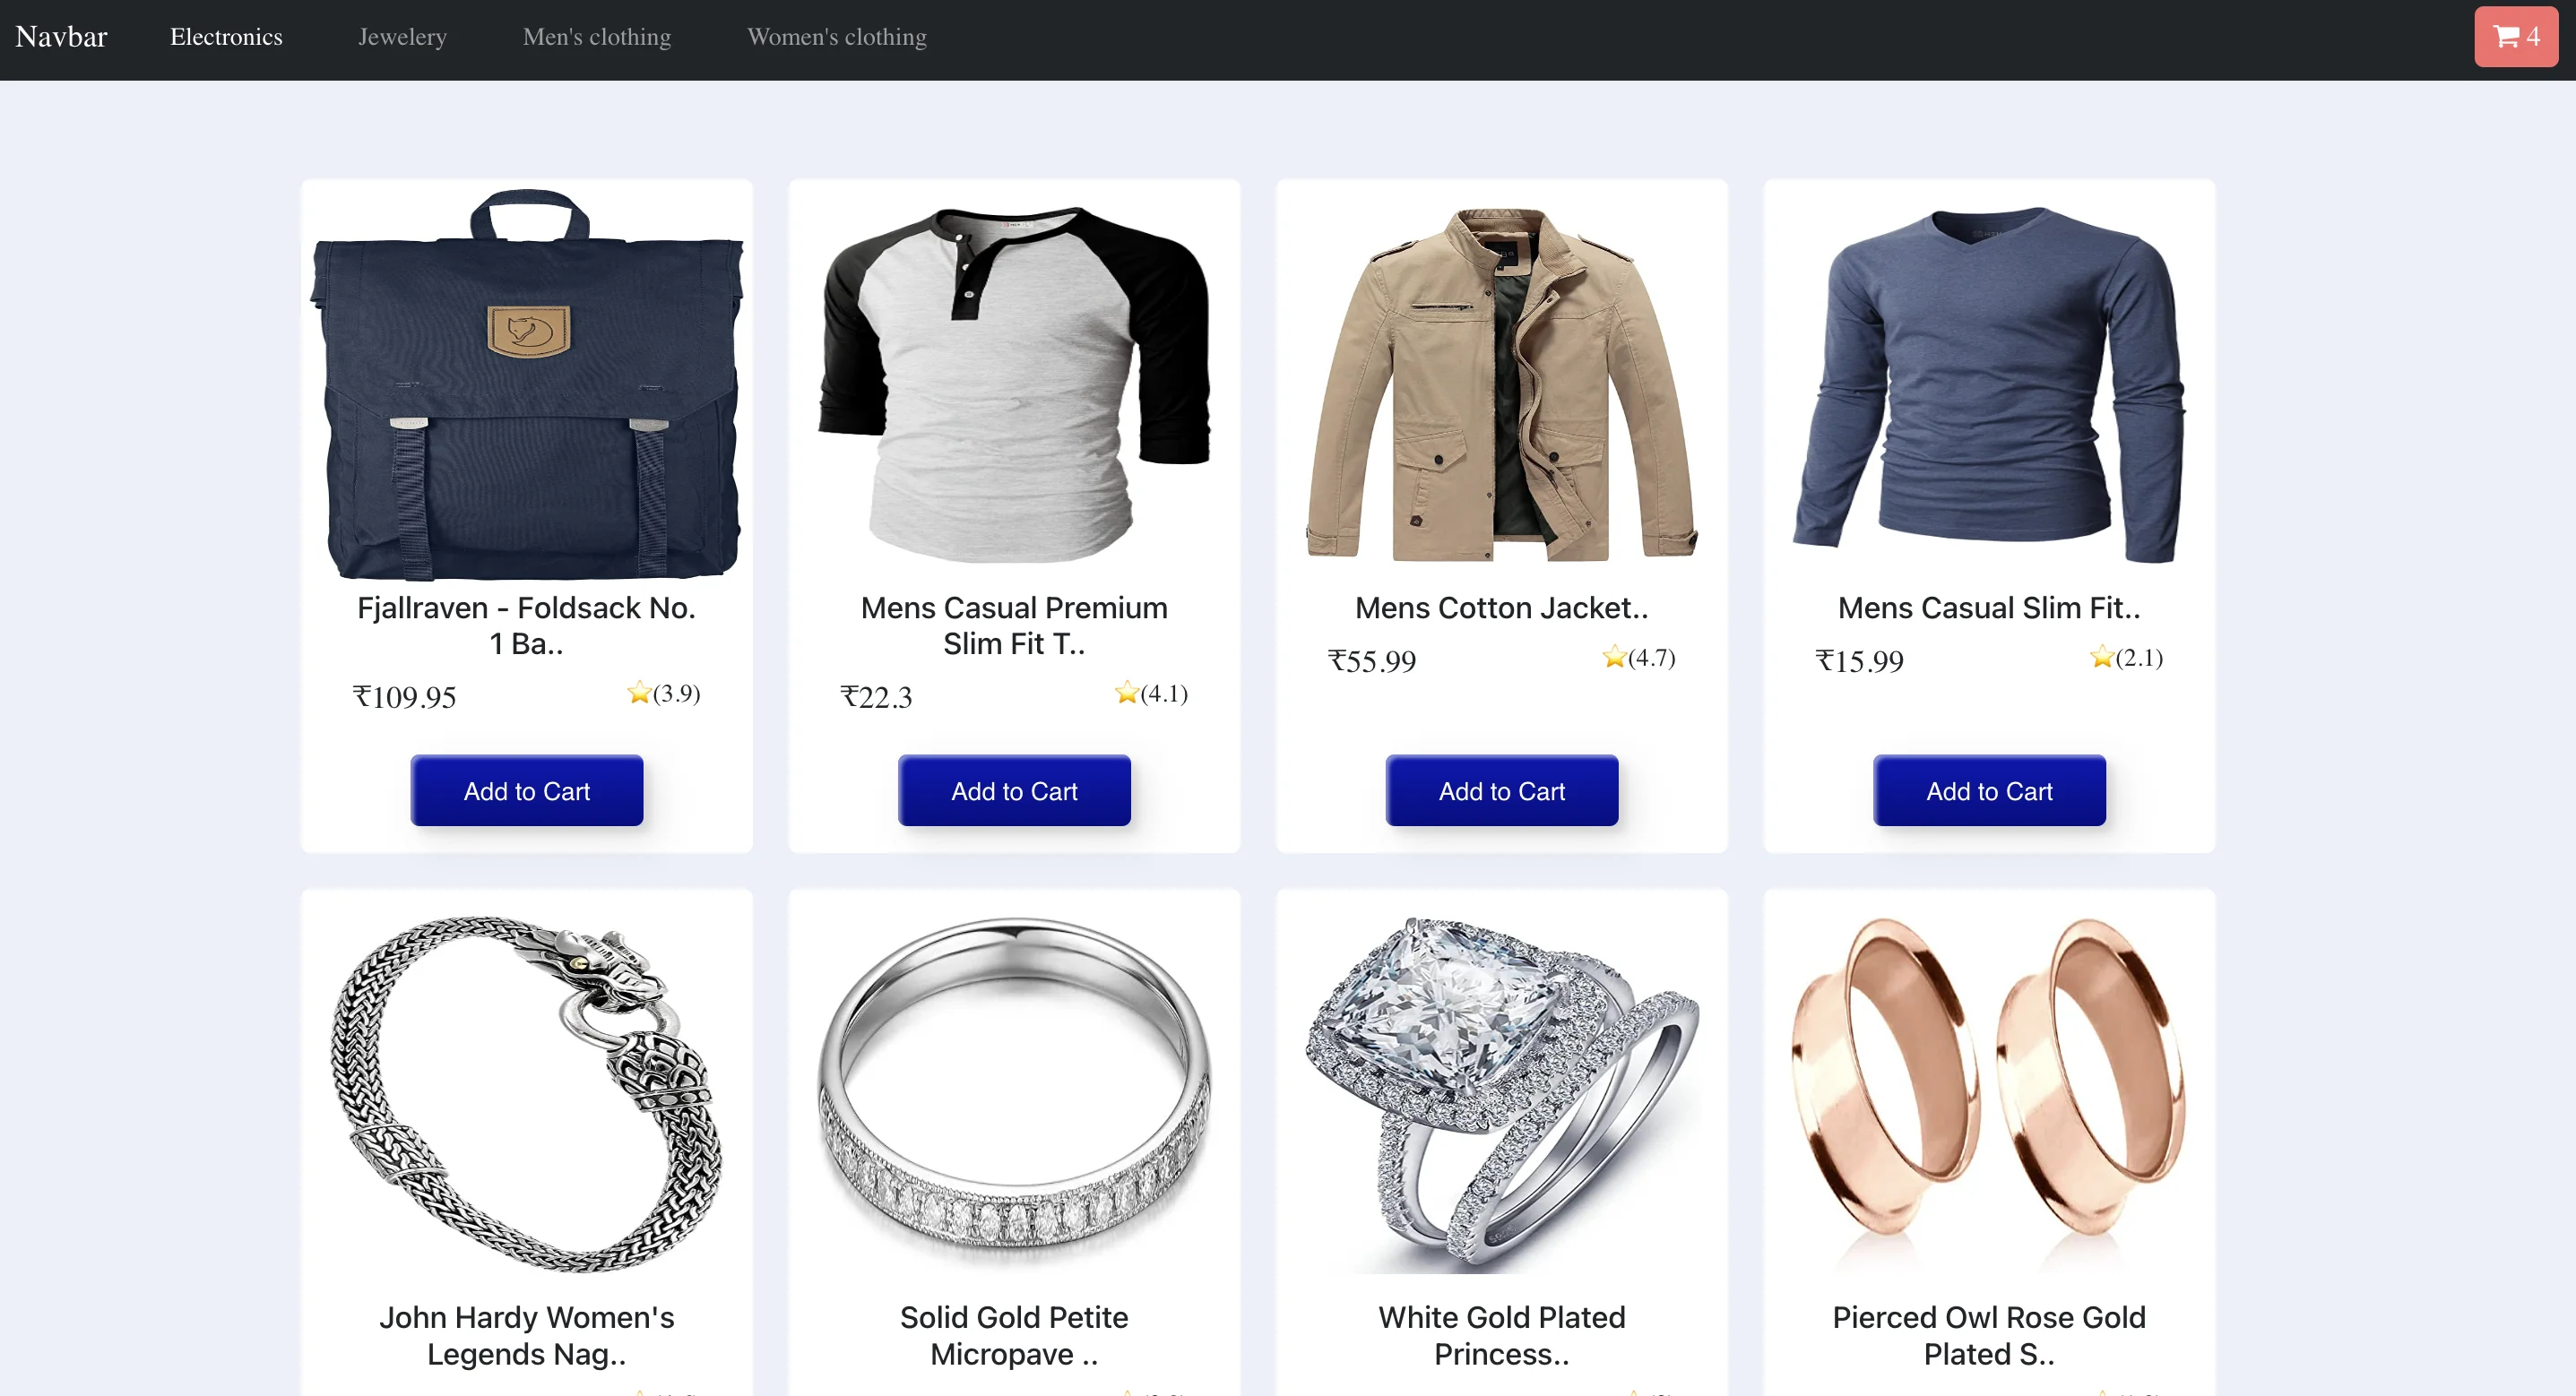 Navbar Electronics Jewelery Men's clothing Women's clothing 4
Fjallraven - Foldsack No.
1 Ba..
₹109.95 ⭐(3.9)
Add to Cart
Mens Casual Premium
Slim Fit T..
₹22.3 ⭐(4.1)
Add to Cart
Mens Cotton Jacket..
₹55.99 ⭐(4.7)
Add to Cart
Mens Casual Slim Fit..
₹15.99 ⭐(2.1)
Add to Cart
John Hardy Women's
Legends Nag..
Solid Gold Petite
Micropave ..
White Gold Plated
Princess..
Pierced Owl Rose Gold
Plated S..